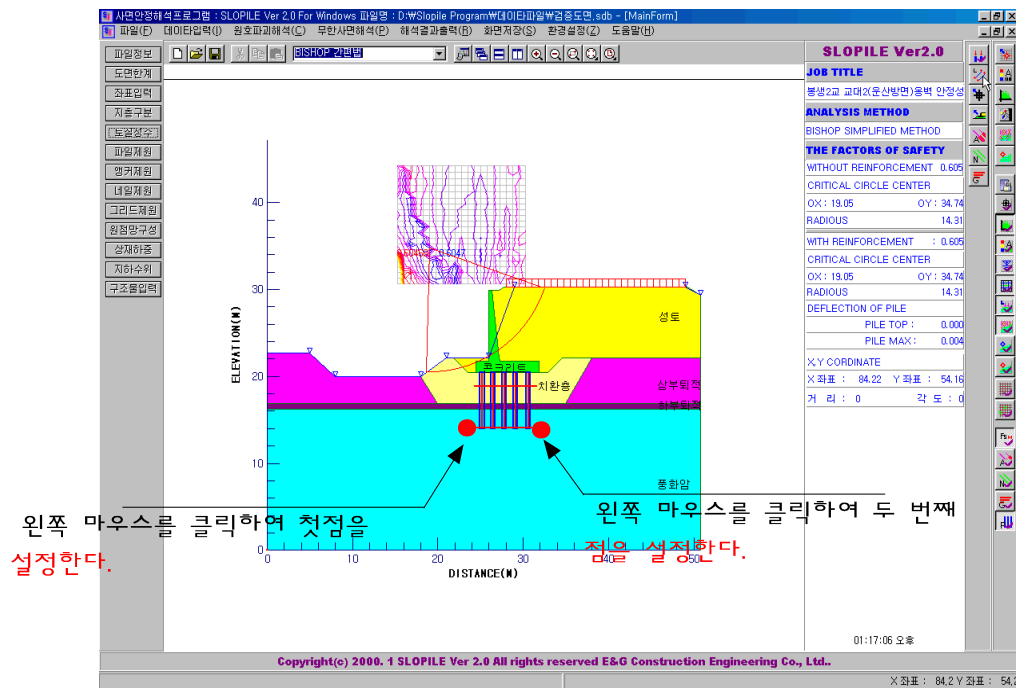 사면안정해석프로그램 : SLOPILE Ver 2,0 For Windows 파일명 : D:₩Slopile Program₩데이타파일₩검증도면,sdb - [MainForm]
파일(F) 데이타입력(I) 원호파괴해석(C) 무한사면해석(P) 해석결과출력(R) 화면저장(S) 환경설정(Z) 도움말(H)
BISHOP 간편법
파일정보
도면한계
좌표입력
지층구분
토질성수
파일제원
앵커제원
네일제원
그리드제원
원점망구성
상재하중
지하수위
구조물입력
SLOPILE Ver2.0
JOB TITLE
봉생2교 교대2(운산방면)옹벽 안정성
ANALYSIS METHOD
BISHOP SIMPLIFIED METHOD
THE FACTORS OF SAFETY
WITHOUT REINFORCEMENT 0.605
CRITICAL CIRCLE CENTER
OX : 19.05 OY : 34.74
RADIOUS 14.31
WITH REINFORCEMENT : 0.605
CRITICAL CIRCLE CENTER
OX : 19.05 OY : 34.74
RADIOUS 14.31
DEFLECTION OF PILE
PILE TOP : 0.000
PILE MAX : 0.004
X,Y CORDINATE
X 좌표 : 84.22 Y 좌표 : 54.16
거 리 : 0 각 도 : 0
01:17:06 오후
ELEVATION(M)
40
30
20
10
0
0 10 20 30 40 50
DISTANCE(M)
성토
콘크리트
치환층
상부퇴적
하부퇴적
풍화암
왼쪽 마우스를 클릭하여 첫점을
설정한다.
왼쪽 마우스를 클릭하여 두 번째
점을 설정한다.
Copyright(c) 2000. 1 SLOPILE Ver 2.0 All rights reserved E&G Construction Engineering Co., Ltd..
X 좌표 : 84,2 Y 좌표 : 54,2